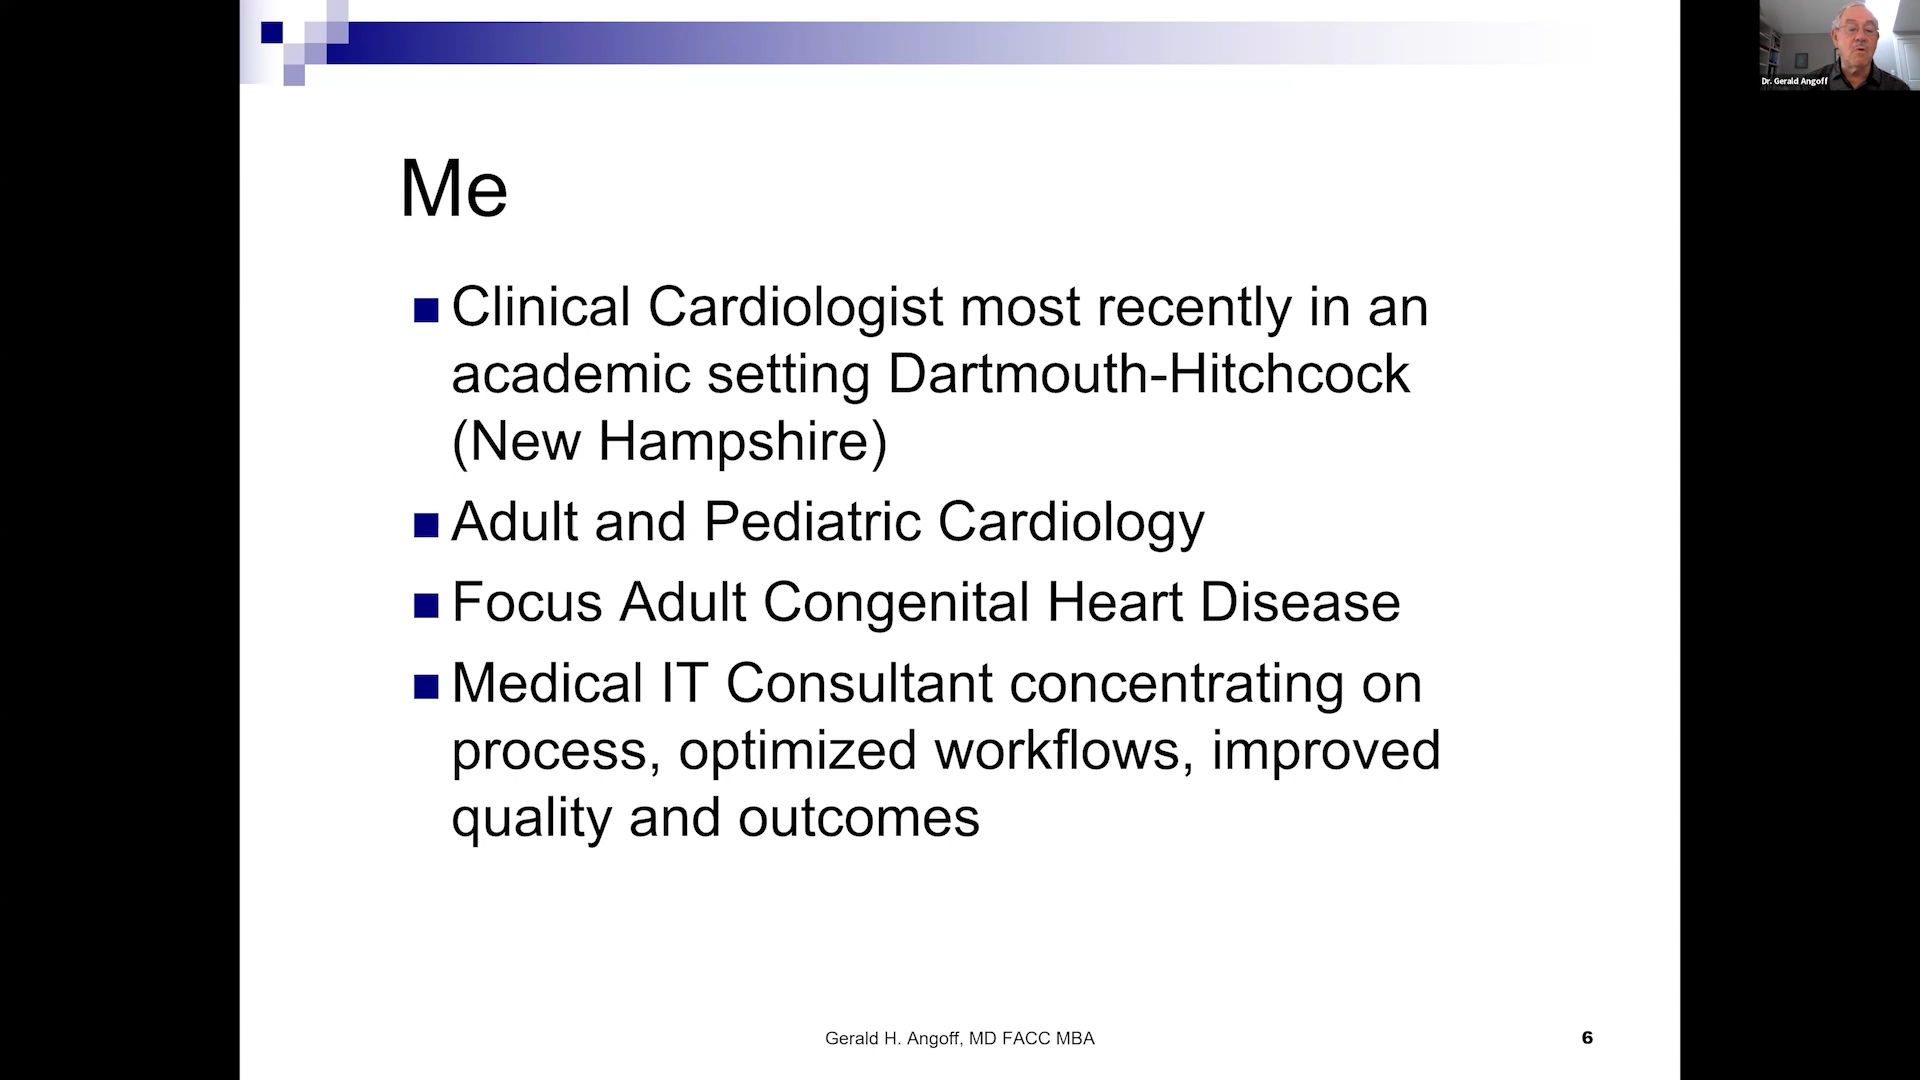 Dr. Gerald Angoff
Me
Clinical Cardiologist most recently in an
academic setting Dartmouth-Hitchcock
(New Hampshire)
Adult and Pediatric Cardiology
Focus Adult Congenital Heart Disease
Medical IT Consultant concentrating on
process, optimized workflows, improved
quality and outcomes
Gerald H. Angoff, MD FACC MBA
6